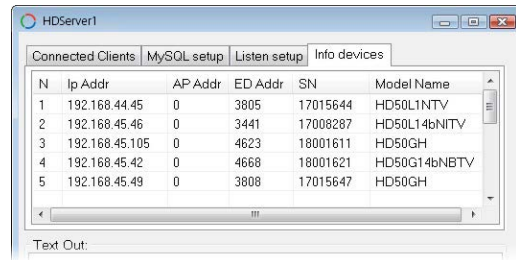 HDServer1
Connected Clients MySQL setup Listen setup Info devices
N Ip Addr AP Addr ED Addr SN Model Name
1 192.168.44.45 0 3805 17015644 HD50L1NTV
2 192.168.45.46 0 3441 17008287 HD50L14bNITV
3 192.168.45.105 0 4623 18001611 HD50GH
4 192.168.45.42 0 4668 18001621 HD50G14bNBTV
5 192.168.45.49 0 3808 17015647 HD50GH
Text Out: